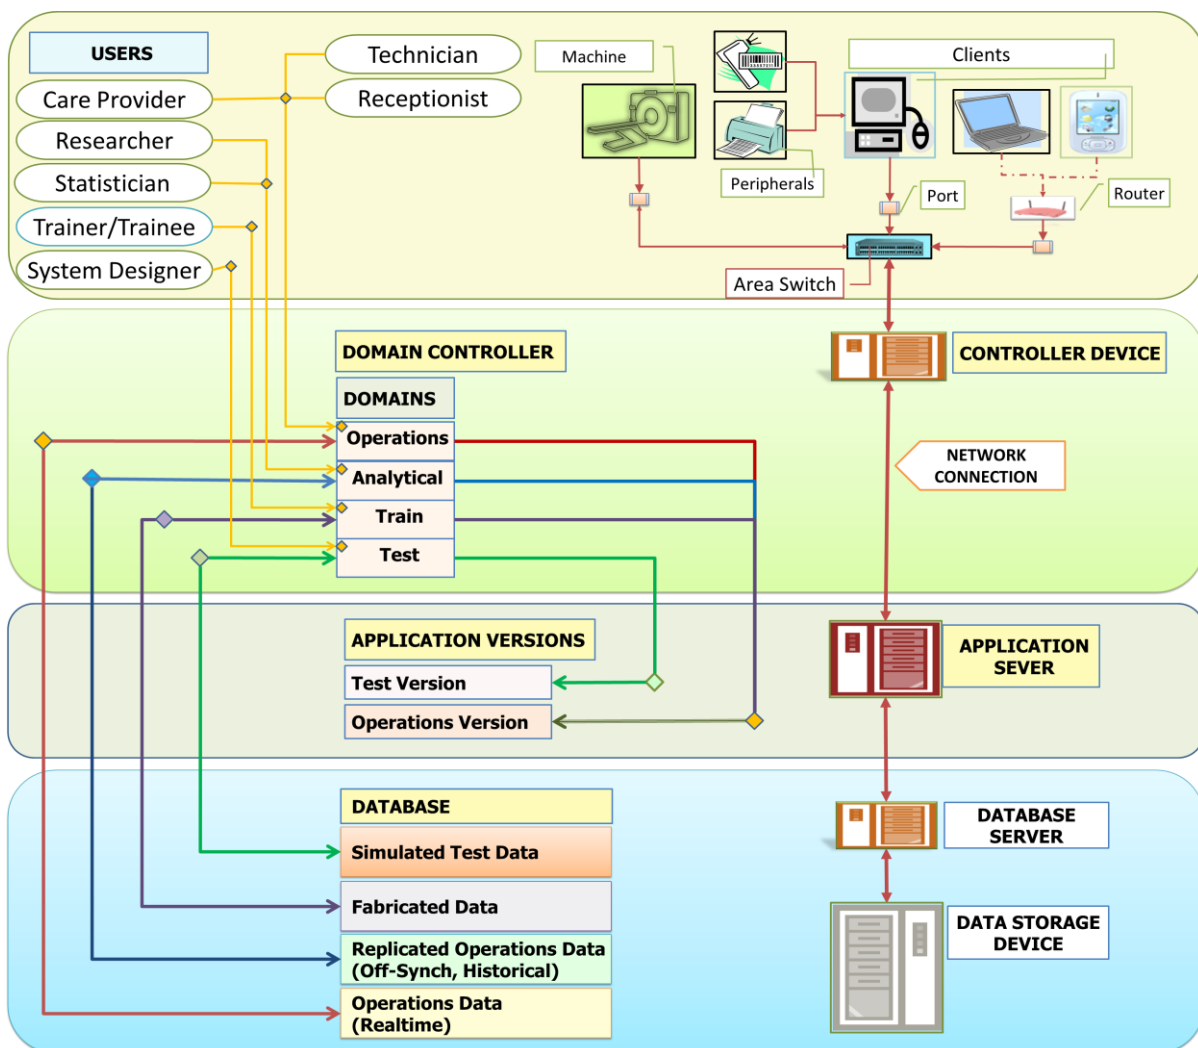 USERS
Care Provider
Researcher
Statistician
Trainer/Trainee
System Designer
Technician
Receptionist
Machine
Peripherals
Clients
Port
Router
Area Switch
DOMAIN CONTROLLER
DOMAINS
Operations
Analytical
Train
Test
CONTROLLER DEVICE
NETWORK
CONNECTION
APPLICATION VERSIONS
Test Version
Operations Version
APPLICATION
SEVER
DATABASE
Simulated Test Data
Fabricated Data
Replicated Operations Data
(Off-Synch, Historical)
Operations Data
(Realtime)
DATABASE
SERVER
DATA STORAGE
DEVICE